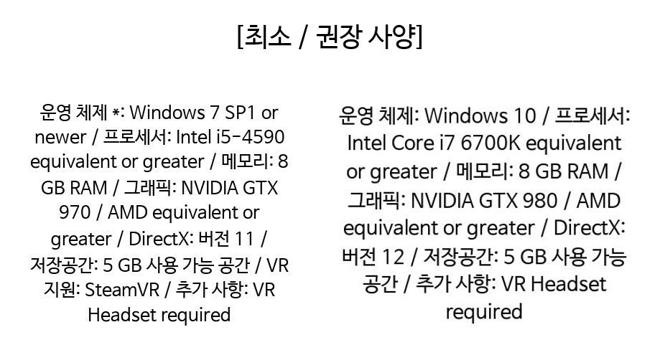 [최소 / 권장 사양]
운영 체제 *: Windows 7 SP1 or
newer / 프로세서: Intel i5-4590
equivalent or greater / 메모리: 8
GB RAM / 그래픽: NVIDIA GTX
970 / AMD equivalent or
greater / DirectX: 버전 11 /
저장공간: 5 GB 사용 가능 공간 / VR
지원: SteamVR / 추가 사항: VR
Headset required
운영 체제: Windows 10 / 프로세서:
Intel Core i7 6700K equivalent
or greater / 메모리: 8 GB RAM /
그래픽: NVIDIA GTX 980 / AMD
equivalent or greater / DirectX:
버전 12 / 저장공간: 5 GB 사용 가능
공간 / 추가 사항: VR Headset
required